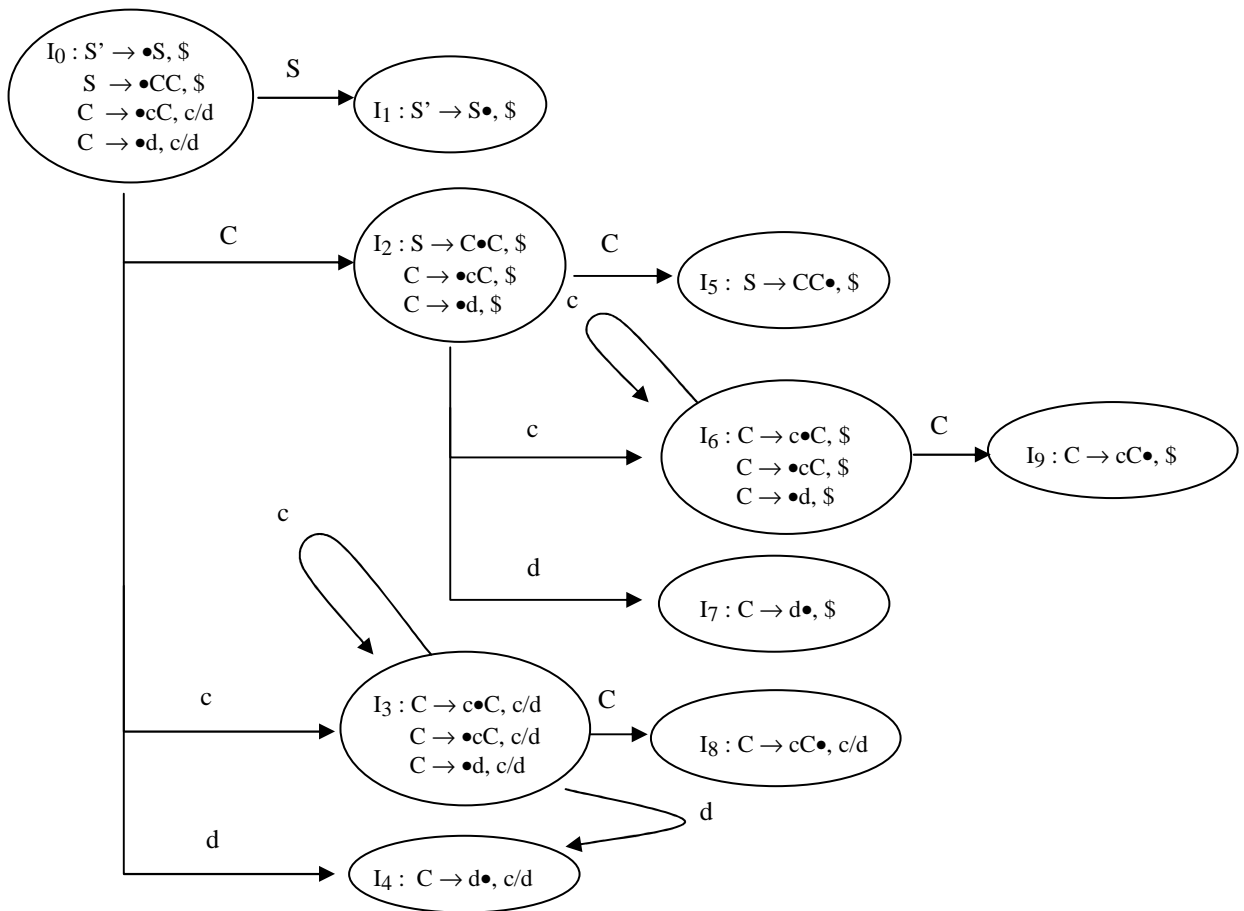 I0 : S’ → •S, $
S → •CC, $
C → •cC, c/d
C → •d, c/d
S
I1 : S’ → S•, $
C
I2 : S → C•C, $
C → •cC, $
C → •d, $
C
I5 : S → CC•, $
c
c
I6 : C → c•C, $
C → •cC, $
C → •d, $
C
I9 : C → cC•, $
d
I7 : C → d•, $
c
c
I3 : C → c•C, c/d
C → •cC, c/d
C → •d, c/d
C
I8 : C → cC•, c/d
d
d
I4 : C → d•, c/d